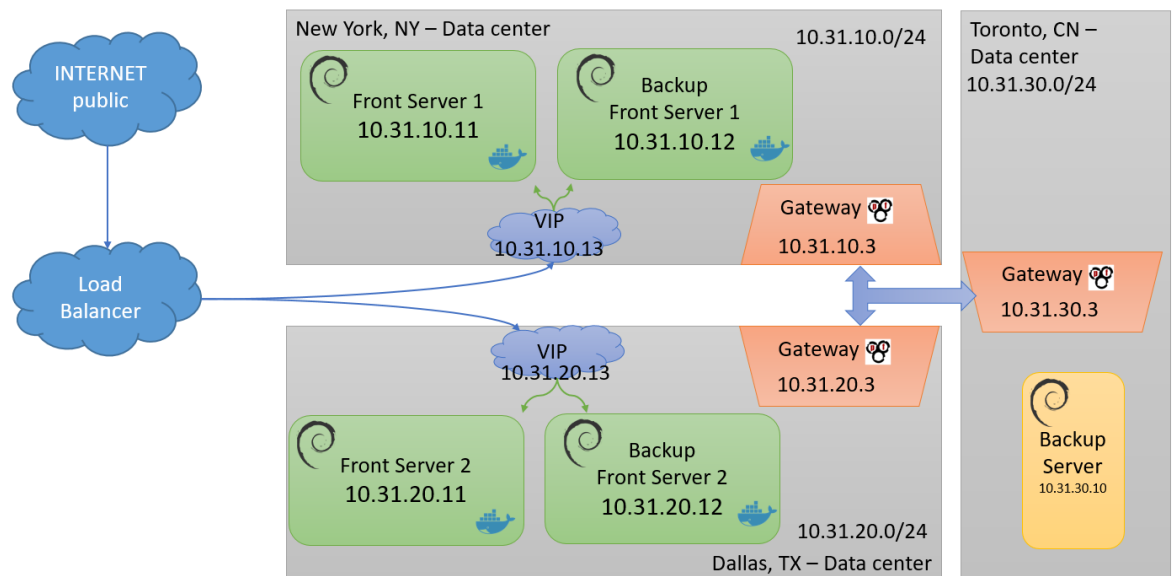 INTERNET
public
Load
Balancer
New York, NY – Data center
10.31.10.0/24
Front Server 1
10.31.10.11
Backup
Front Server 1
10.31.10.12
VIP
10.31.10.13
Gateway
10.31.10.3
VIP
10.31.20.13
Gateway
10.31.20.3
Front Server 2
10.31.20.11
Backup
Front Server 2
10.31.20.12
10.31.20.0/24
Dallas, TX – Data center
Toronto, CN –
Data center
10.31.30.0/24
Gateway
10.31.30.3
Backup
Server
10.31.30.10